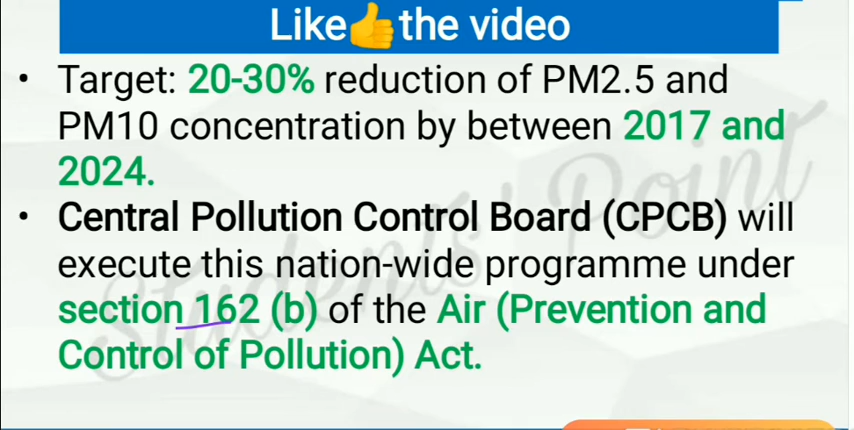 Like👍the video
• Target: 20-30% reduction of PM2.5 and
PM10 concentration by between 2017 and
2024.
• Central Pollution Control Board (CPCB) will
execute this nation-wide programme under
section 162 (b) of the Air (Prevention and
Control of Pollution) Act.
Students' Point